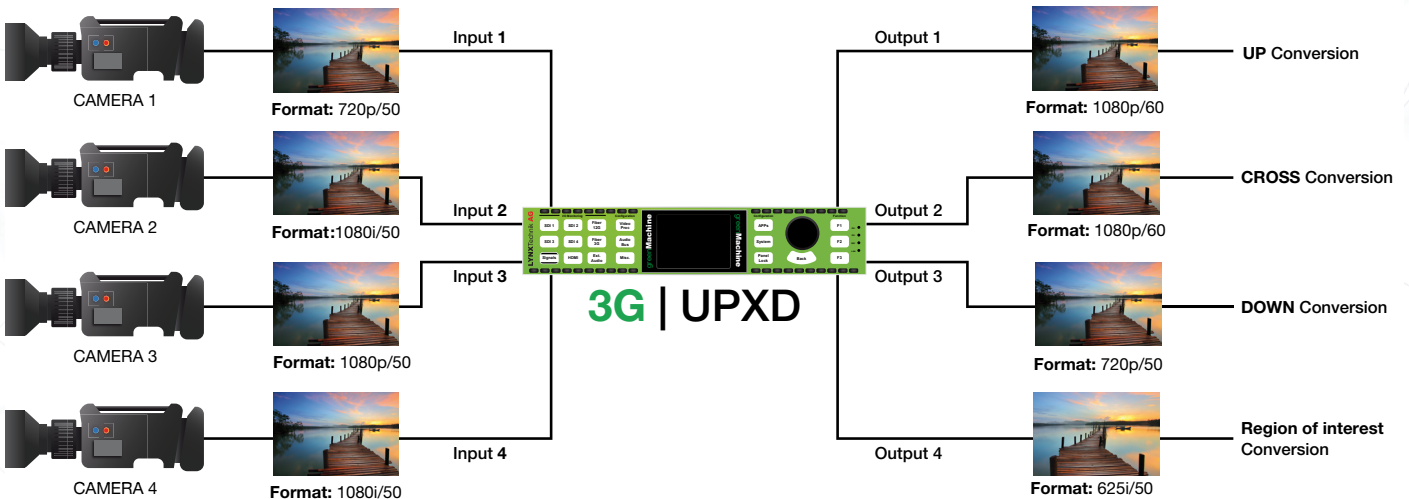 CAMERA 1
Format: 720p/50
Input 1
Output 1
Format: 1080p/60
UP Conversion
CAMERA 2
Format:1080i/50
Input 2
Output 2
Format: 1080p/60
CROSS Conversion
LYNXTechnik AG
Configuration
SDI 1
SDI 2
Fiber 12G
Video Proc
SDI 3
SDI 4
Fiber 3G
Audio Box
Signals
HDMI
Ext. Audio
Misc.
greenMachine
greenMachine
Configuration
Function
APPs
System
Panel Lock
Back
F1
F2
F3
3G | UPXD
CAMERA 3
Format: 1080p/50
Input 3
Output 3
Format: 720p/50
DOWN Conversion
CAMERA 4
Format: 1080i/50
Input 4
Output 4
Format: 625i/50
Region of interest
Conversion